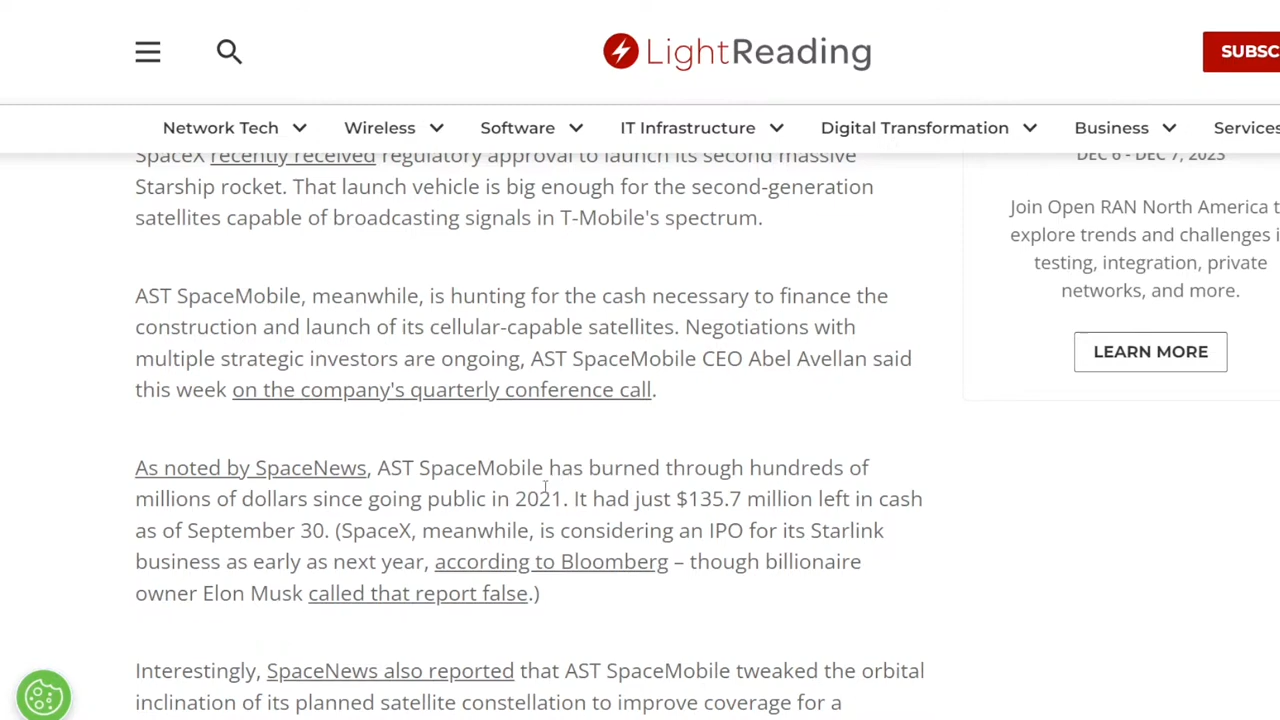 LightReading
SUBSC
Network Tech
Wireless
Software
IT Infrastructure
Digital Transformation
Business
Services
SpaceX recently received regulatory approval to launch its second massive
Starship rocket. That launch vehicle is big enough for the second-generation
satellites capable of broadcasting signals in T-Mobile's spectrum.
AST SpaceMobile, meanwhile, is hunting for the cash necessary to finance the
construction and launch of its cellular-capable satellites. Negotiations with
multiple strategic investors are ongoing, AST SpaceMobile CEO Abel Avellan said
this week on the company's quarterly conference call.
As noted by SpaceNews, AST SpaceMobile has burned through hundreds of
millions of dollars since going public in 2021. It had just $135.7 million left in cash
as of September 30. (SpaceX, meanwhile, is considering an IPO for its Starlink
business as early as next year, according to Bloomberg – though billionaire
owner Elon Musk called that report false.)
Interestingly, SpaceNews also reported that AST SpaceMobile tweaked the orbital
inclination of its planned satellite constellation to improve coverage for a
DEC 6 - DEC 7, 2023
Join Open RAN North America t
explore trends and challenges i
testing, integration, private
networks, and more.
LEARN MORE